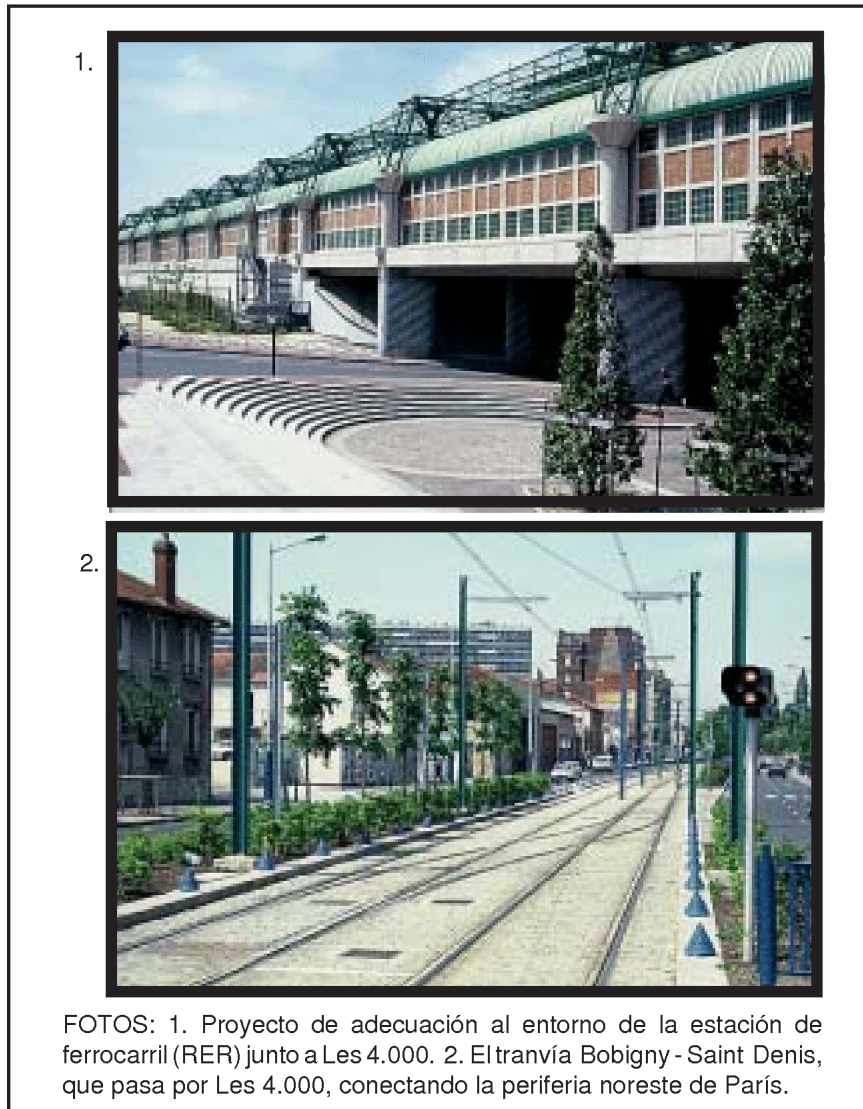 1.
2.
FOTOS: 1. Proyecto de adecuación al entorno de la estación de
ferrocarril (RER) junto a Les 4.000. 2. El tranvía Bobigny - Saint Denis,
que pasa por Les 4.000, conectando la periferia noreste de París.